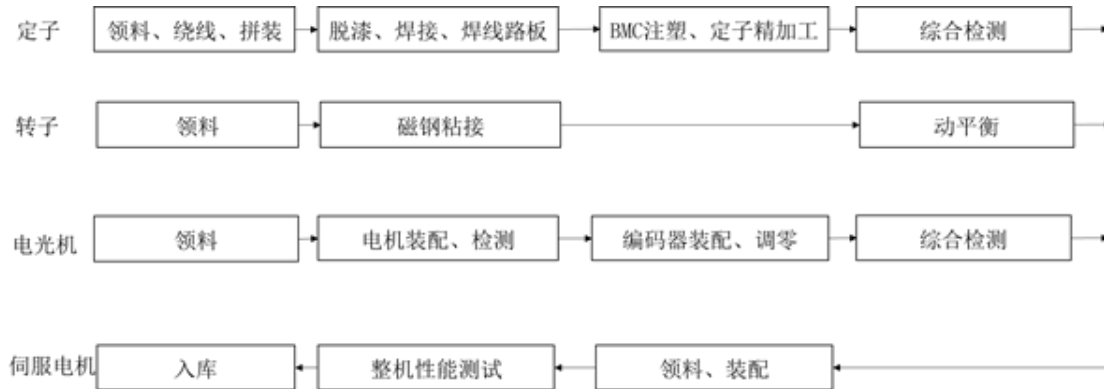 定子 领料、绕线、拼装 脱漆、焊接、焊线路板 BMC注塑、定子精加工 综合检测
转子 领料 磁钢粘接 动平衡
电光机 领料 电机装配、检测 编码器装配、调零 综合检测
伺服电机 入库 整机性能测试 领料、装配